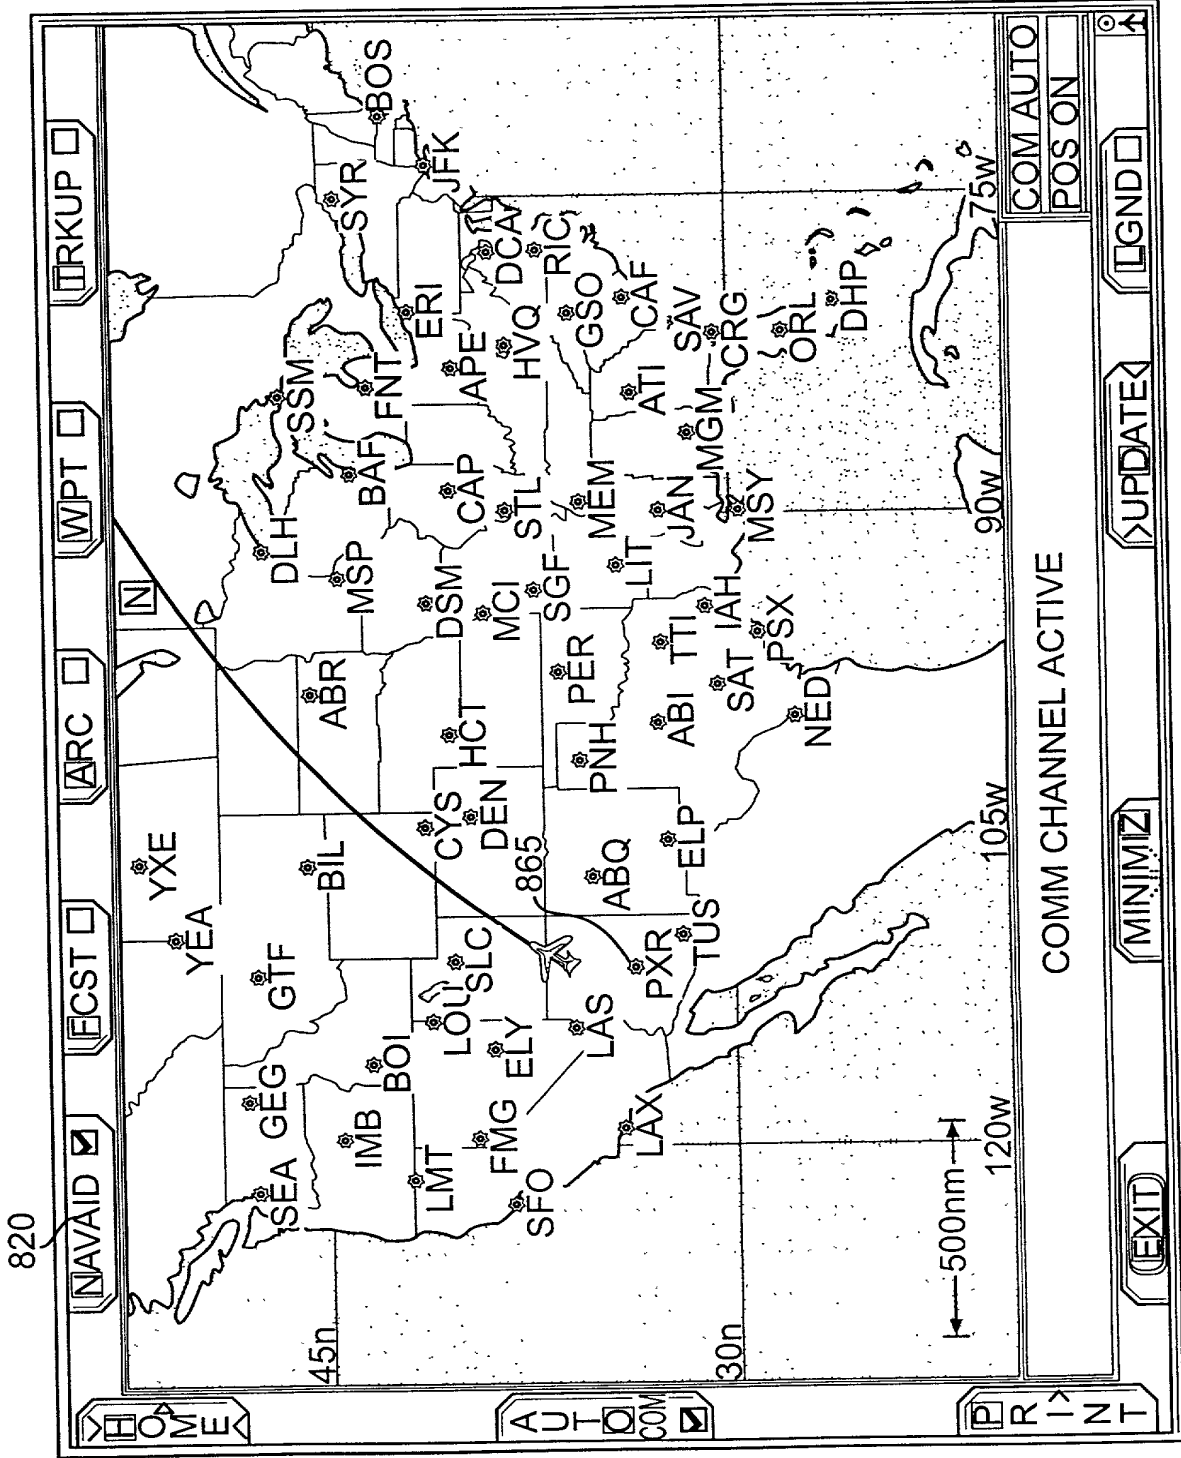 820
NAVAID
FCST
ARC
WPT
TRKUP
>HOME<
AUTO
COM
PRINT>
N
45n
30n
120w
105w
90w
275w
500nm
865
YXE
YEA
SEA
GEG
GTF
BIL
ABR
DLH
SSM
SYR
BOS
IMB
BOI
MSP
BAF
FNT
ERI
JFK
LMT
LOU
SLC
CYS
DEN
HCT
DSM
CAP
APE
DCA
FMG
ELY
MCI
STL
HVQ
RIC
SFO
LAS
ABQ
PNH
PER
SGF
MEM
GSO
CAF
LAX
PXR
TUS
ELP
ABI
TTI
LIT
JAN
ATI
SAV
MGM
CRG
SAT
IAH
PSX
MSY
ORL
NED
DHP
COMM CHANNEL ACTIVE
COM AUTO
POS ON
EXIT
MINIMIZ
>UPDATE<
LGND